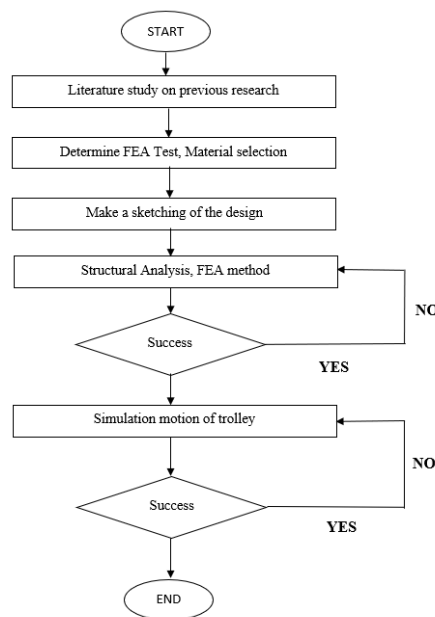 START
Literature study on previous research
Determine FEA Test, Material selection
Make a sketching of the design
Structural Analysis, FEA method
NO
Success
YES
Simulation motion of trolley
NO
Success
YES
END